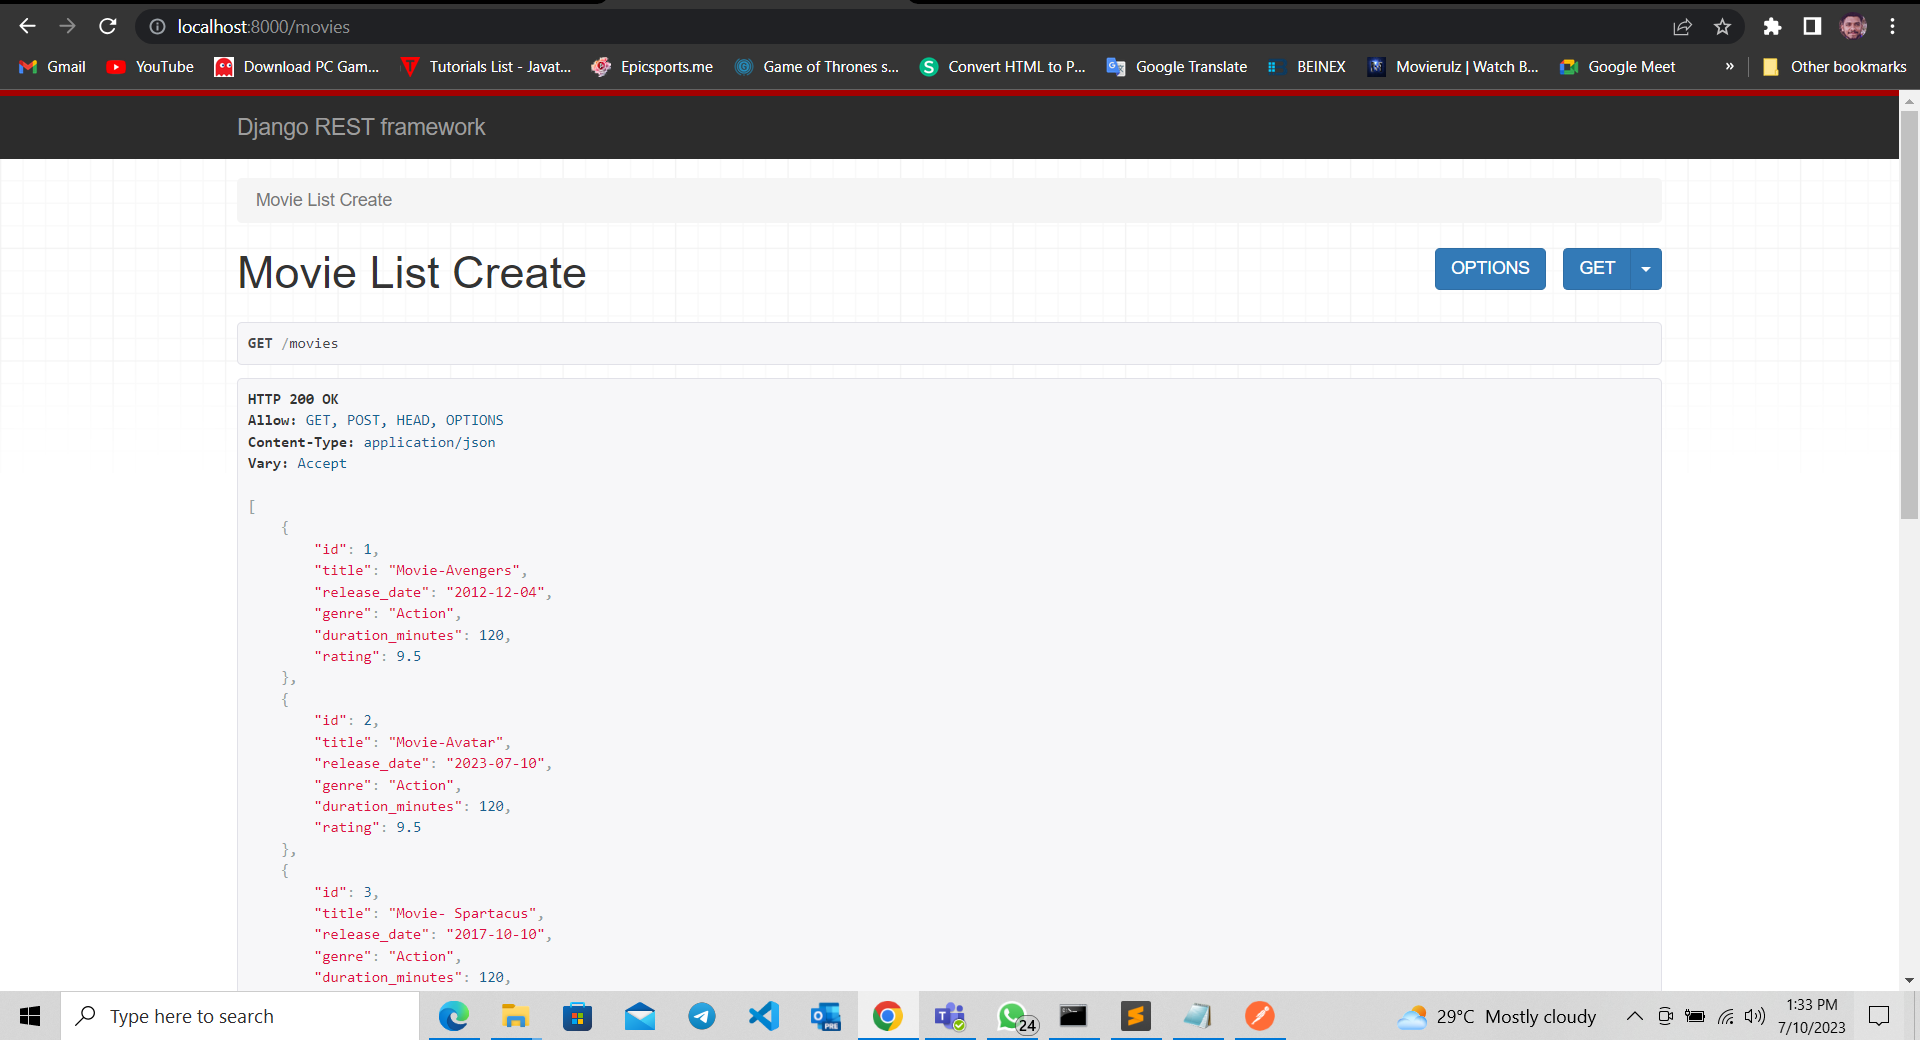 localhost:8000/movies
Gmail YouTube Download PC Gam... Tutorials List - Javat... Epicsports.me Game of Thrones s... Convert HTML to P... Google Translate BEINEX Movierulz | Watch B... Google Meet » Other bookmarks
Django REST framework
Movie List Create
Movie List Create
OPTIONS GET
GET /movies
HTTP 200 OK
Allow: GET, POST, HEAD, OPTIONS
Content-Type: application/json
Vary: Accept
[
{
"id": 1,
"title": "Movie-Avengers",
"release_date": "2012-12-04",
"genre": "Action",
"duration_minutes": 120,
"rating": 9.5
},
{
"id": 2,
"title": "Movie-Avatar",
"release_date": "2023-07-10",
"genre": "Action",
"duration_minutes": 120,
"rating": 9.5
},
{
"id": 3,
"title": "Movie- Spartacus",
"release_date": "2017-10-10",
"genre": "Action",
"duration_minutes": 120,
Type here to search
PRE
24
29°C Mostly cloudy
1:33 PM
7/10/2023